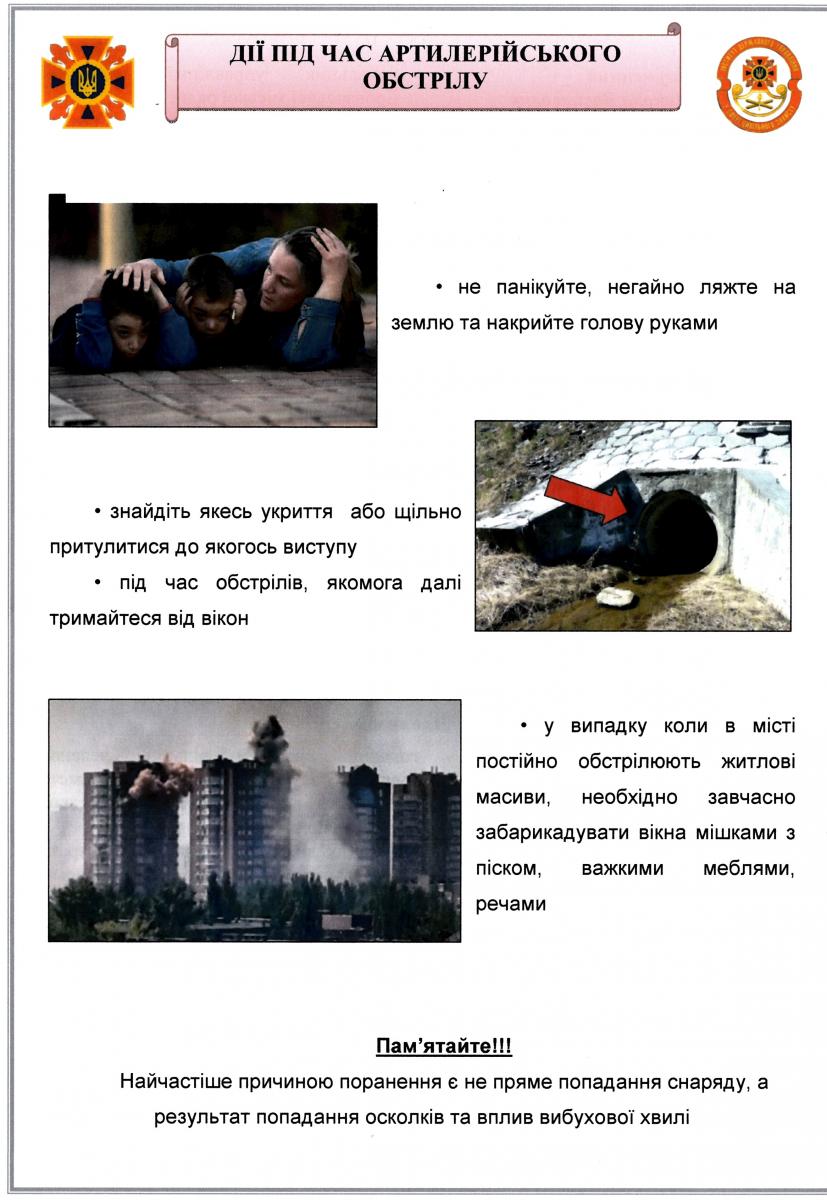 ДІЇ ПІД ЧАС АРТИЛЕРІЙСЬКОГО
ОБСТРІЛУ
• не панікуйте, негайно ляжте на
землю та накрийте голову руками
• знайдіть якесь укриття або щільно
притулитися до якогось виступу
• під час обстрілів, якомога далі
тримайтеся від вікон
• у випадку коли в місті
постійно обстрілюють житлові
масиви, необхідно завчасно
забарикадувати вікна мішками з
піском, важкими меблями,
речами
Пам'ятайте!!!
Найчастіше причиною поранення є не пряме попадання снаряду, а
результат попадання осколків та вплив вибухової хвилі